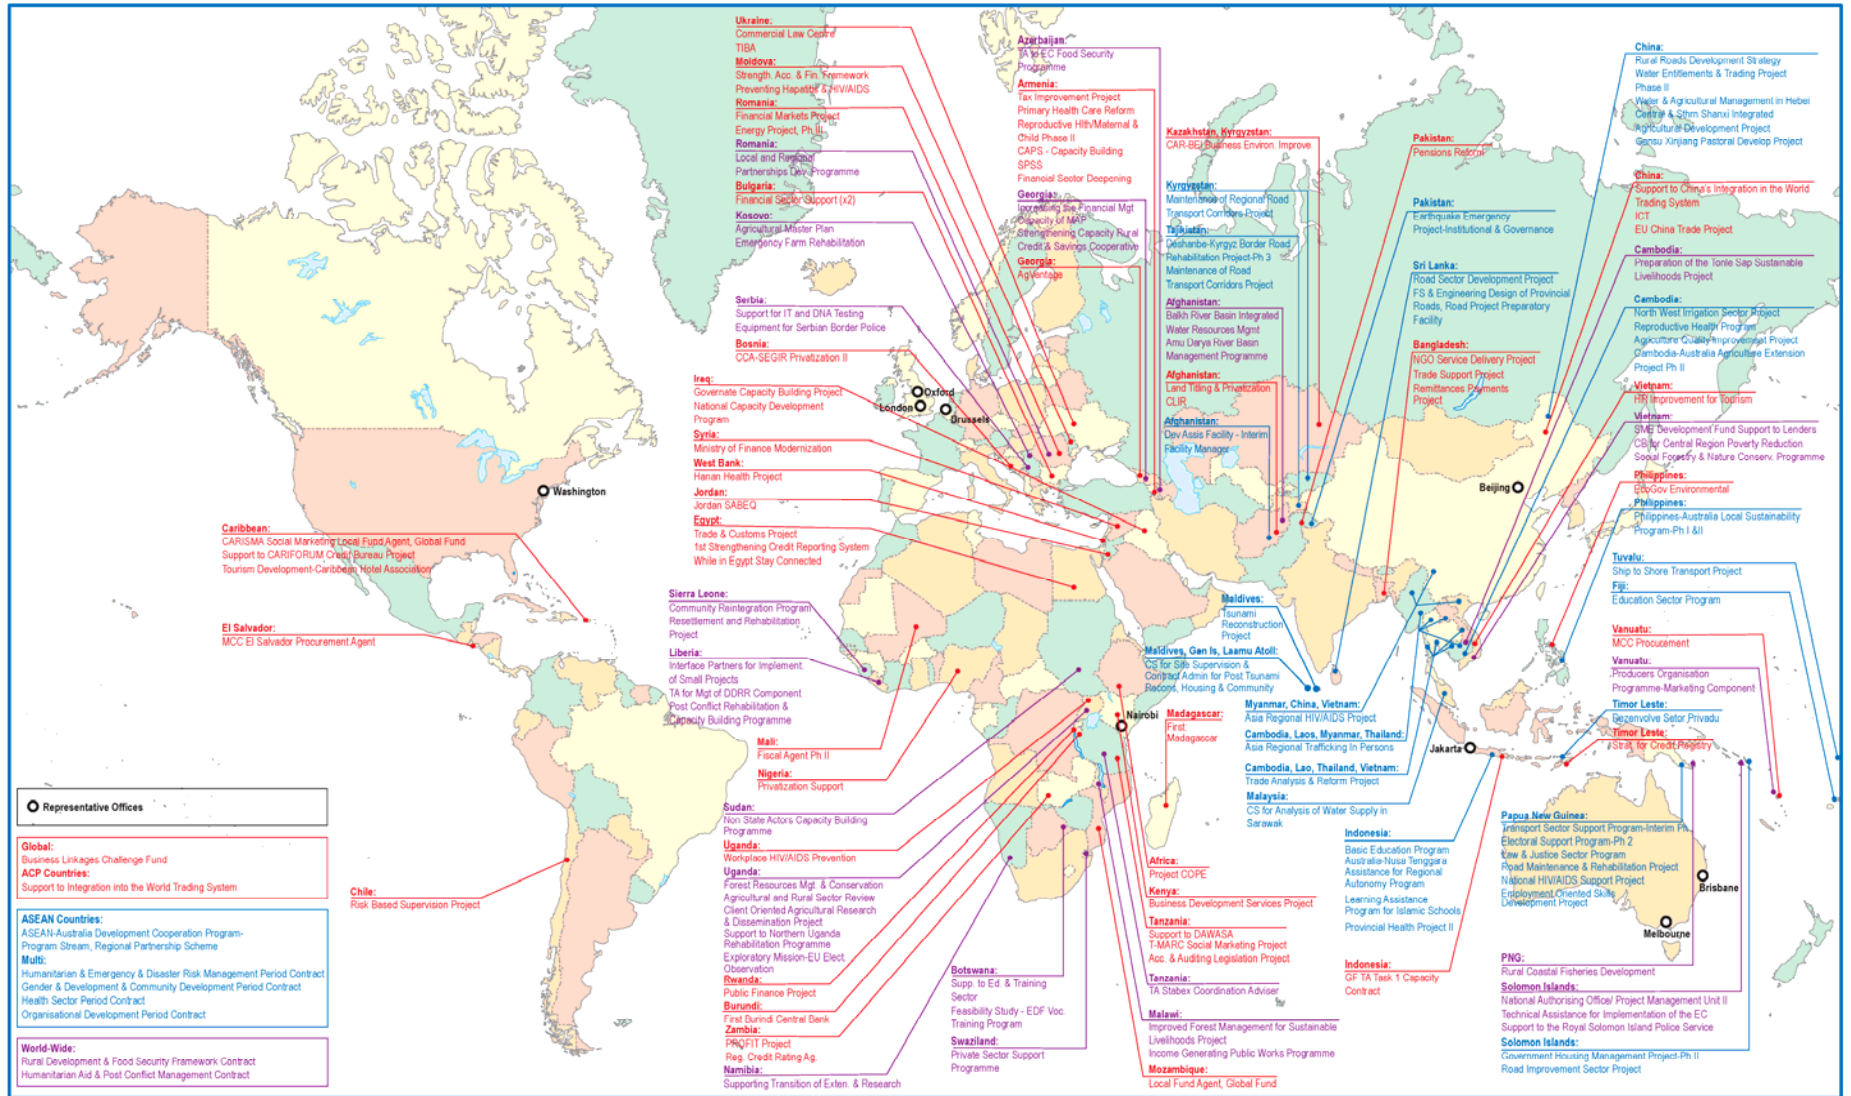 Ukraine:
Commercial Law Centre
TIBA
Moldova:
Strength. Acc. & Fin. Framework
Preventing Hapatitis & HIV/AIDS
Romania:
Financial Markets Project
Energy Project, Ph III
Romania:
Local and Regional
Partnerships Dev. Programme
Bulgaria:
Financial Sector Support (x2)
Kosovo:
Agricultural Master Plan
Emergency Farm Rehabilitation
Serbia:
Support for IT and DNA Testing
Equipment for Serbian Border Police
Bosnia:
CCA-SEGIR Privatization II
Ireq:
Governate Capacity Building Project
National Capacity Development
Program
Syria:
Ministry of Finance Modernization
West Bank:
Hanan Health Project
Jordan:
Jordan SABEQ
Egypt:
Trade & Customs Project
1st Strengthening Credit Reporting System
While in Egypt Stay Connected
Azerbaijan:
TA to EC Food Security
Programme
Armenia:
Tax Improvement Project
Primary Health Care Reform
Reproductive Hlth/Maternal &
Child Phase II
CAPS - Capacity Building
SPSS
Financial Sector Deepening
Georgia:
Increasing the Financial Mgt
Capacity of MAP
Strengthening Capacity Rural
Credit & Savings Cooperative
Georgia:
AgVantage
Kazakhstan, Kyrgyzstan:
CAR-BEI Business Environ. Improve.
Kyrgyzstan:
Maintenance of Regional Road
Transport Corridors Project
Tajikistan:
Deshanbe-Kyrgyz Border Road
Rehabilitation Project-Ph 3
Maintenance of Road
Transport Corridors Project
Afghanistan:
Balkh River Basin Integrated
Water Resources Mgmt
Amu Darya River Basin
Management Programme
Afghanistan:
Land Titling & Privatization
CLIR
Afghanistan:
Dev Assis Facility - Interim
Facility Manager
Pakistan:
Pensions Reform
Pakistan:
Earthquake Emergency
Project-Institutional & Governance
Sri Lanka:
Road Sector Development Project
FS & Engineering Design of Provincial
Roads, Road Project Preparatory
Facility
Bangladesh:
NGO Service Delivery Project
Trade Support Project
Remittances Payments
Project
China:
Rural Roads Development Strategy
Water Entitlements & Trading Project
Phase II
Water & Agricultural Management in Hebei
Central & Sthrn Shanxi Integrated
Agricultural Development Project
Gansu Xinjiang Pastoral Develop Project
China:
Support to China's Integration in the World
Trading System
ICT
EU China Trade Project
Cambodia:
Preparation of the Tonle Sap Sustainable
Livelihoods Project
Cambodia:
North West Irrigation Sector Project
Reproductive Health Program
Agriculture Quality Improvement Project
Cambodia-Australia Agriculture Extension
Project Ph II
Vietnam:
HR Improvement for Tourism
Vietnam:
SME Development Fund Support to Lenders
CB for Central Region Poverty Reduction
Social Forestry & Nature Conserv. Programme
Philippines:
EcoGov Environmental
Philippines:
Philippines-Australia Local Sustainability
Program-Ph I &II
Tuvalu:
Ship to Shore Transport Project
Fiji:
Education Sector Program
Vanuatu:
MCC Procurement
Vanuatu:
Producers Organisation
Programme-Marketing Component
Timor Leste:
Dezenvolve Setor Privadu
Timor Leste:
Strat. for Credit Registry
Oxford
London
Brussels
Washington
Beijing
Nairobi
Jakarta
Brisbane
Melbourne
Caribbean:
CARISMA Social Marketing Local Fund Agent, Global Fund
Support to CARIFORUM Credit Bureau Project
Tourism Development-Caribbean Hotel Association
El Salvador:
MCC El Salvador Procurement Agent
Chile:
Risk Based Supervision Project
Sierra Leone:
Community Reintegration Program
Resettlement and Rehabilitation
Project
Liberia:
Interface Partners for Implement.
of Small Projects
TA for Mgt of DDRR Component
Post Conflict Rehabilitation &
Capacity Building Programme
Mali:
Fiscal Agent Ph II
Nigeria:
Privatization Support
Sudan:
Non State Actors Capacity Building
Programme
Uganda:
Workplace HIV/AIDS Prevention
Uganda:
Forest Resources Mgt. & Conservation
Agricultural and Rural Sector Review
Client Oriented Agricultural Research
& Dissemination Project
Support to Northern Uganda
Rehabilitation Programme
Exploratory Mission-EU Elect.
Observation
Rwanda:
Public Finance Project
Burundi:
First Burindi Central Bank
Zambia:
PROFIT Project
Reg. Credit Rating Ag.
Namibia:
Supporting Transition of Exten. & Research
Botswana:
Supp. to Ed. & Training
Sector
Feasibility Study - EDF Voc.
Training Program
Swaziland:
Private Sector Support
Programme
Madagascar:
First
Madagascar
Africa:
Project COPE
Kenya:
Business Development Services Project
Tanzania:
Support to DAWASA
T-MARC Social Marketing Project
Acc. & Auditing Legislation Project
Tanzania:
TA Stabex Coordination Adviser
Malawi:
Improved Forest Management for Sustainable
Livelihoods Project
Income Generating Public Works Programme
Mozambique:
Local Fund Agent, Global Fund
Maldives:
Tsunami
Reconstruction
Project
Maldives, Gan Is, Laamu Atoll:
CS for Site Supervision &
Contract Admin for Post Tsunami
Racons, Housing & Community
Myanmar, China, Vietnam:
Asia Regional HIV/AIDS Project
Cambodia, Laos, Myanmar, Thailand:
Asia Regional Trafficking In Persons
Cambodia, Lao, Thailand, Vietnam:
Trade Analysis & Reform Project
Malaysia:
CS for Analysis of Water Supply in
Sarawak
Indonesia:
Basic Education Program
Australia-Nusa Tenggara
Assistance for Regional
Autonomy Program
Learning Assistance
Program for Islamic Schools
Provincial Health Project II
Indonesia:
GF TA Task 1 Capacity
Contract
Papua New Guinea:
Transport Sector Support Program-Interim Ph.
Electoral Support Program-Ph 2
Law & Justice Sector Program
Road Maintenance & Rehabilitation Project
National HIV/AIDS Support Project
Employment Oriented Skills
Development Project
PNG:
Rural Coastal Fisheries Development
Solomon Islands:
National Authorising Office/ Project Management Unit II
Technical Assistance for Implementation of the EC
Support to the Royal Solomon Island Police Service
Solomon Islands:
Government Housing Management Project-Ph II
Road Improvement Sector Project
Representative Offices
Global:
Business Linkages Challenge Fund
ACP Countries:
Support to Integration into the World Trading System
ASEAN Countries:
ASEAN-Australia Development Cooperation Program-
Program Stream, Regional Partnership Scheme
Multi:
Humanitarian & Emergency & Disaster Risk Management Period Contract
Gender & Development & Community Development Period Contract
Health Sector Period Contract
Organisational Development Period Contract
World-Wide:
Rural Development & Food Security Framework Contract
Humanitarian Aid & Post Conflict Management Contract